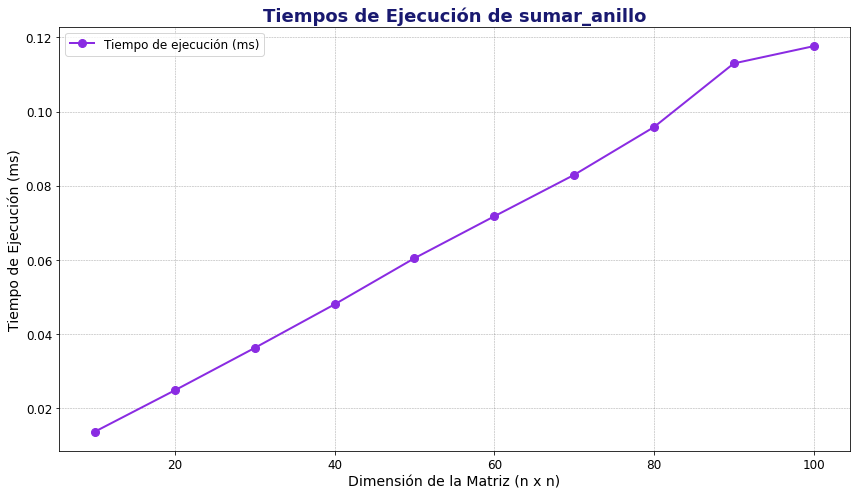 Tiempos de Ejecución de sumar_anillo
Tiempo de ejecución (ms)
Tiempo de Ejecución (ms)
0.12
0.10
0.08
0.06
0.04
0.02
20 40 60 80 100
Dimensión de la Matriz (n x n)